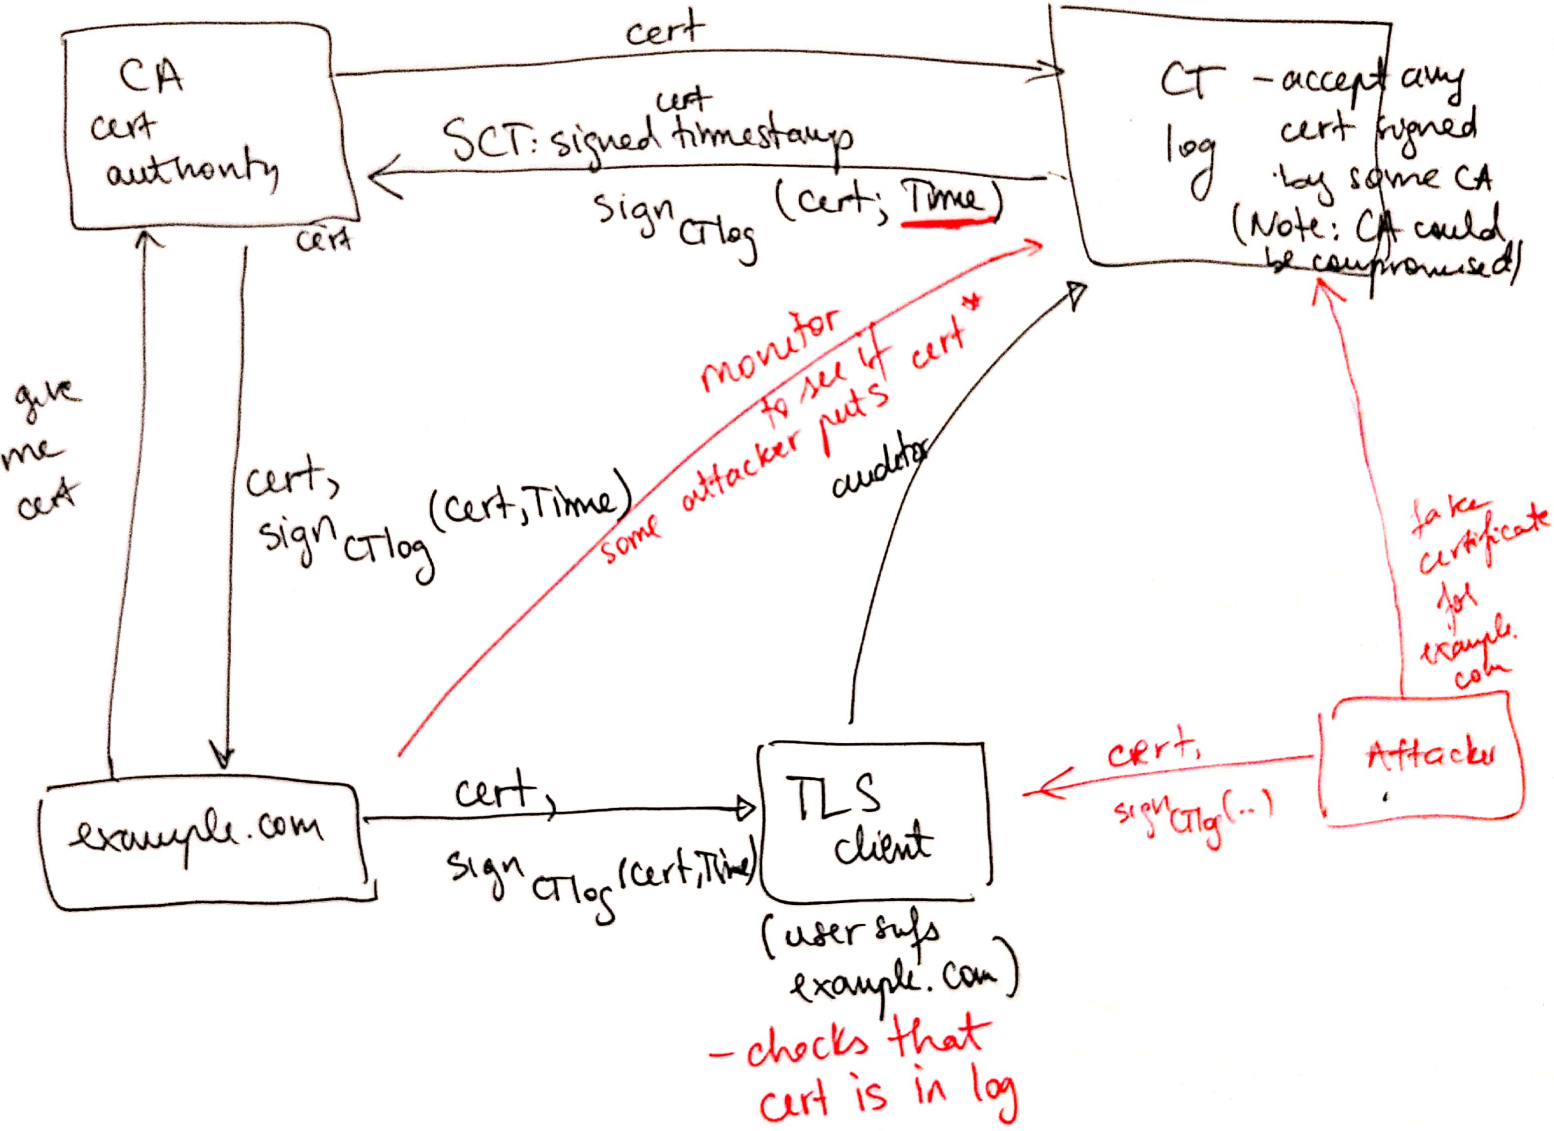 cert
CA
cert
authority
cert
SCT: signed timestamp
sign CTlog (cert; Time)
CT
log
- accept any
cert signed
by some CA
(Note: CA could
be compromised)
cert
give
me
cert
cert,
sign CTlog (cert, Time)
monitor
to see if
some attacker puts cert*
auditor
fake
certificate
for
example.
com
example.com
cert,
sign CTlog (cert, Time)
TLS
client
(user surfs
example.com)
- checks that
cert is in log
cert,
sign CTlog (..)
Attacker